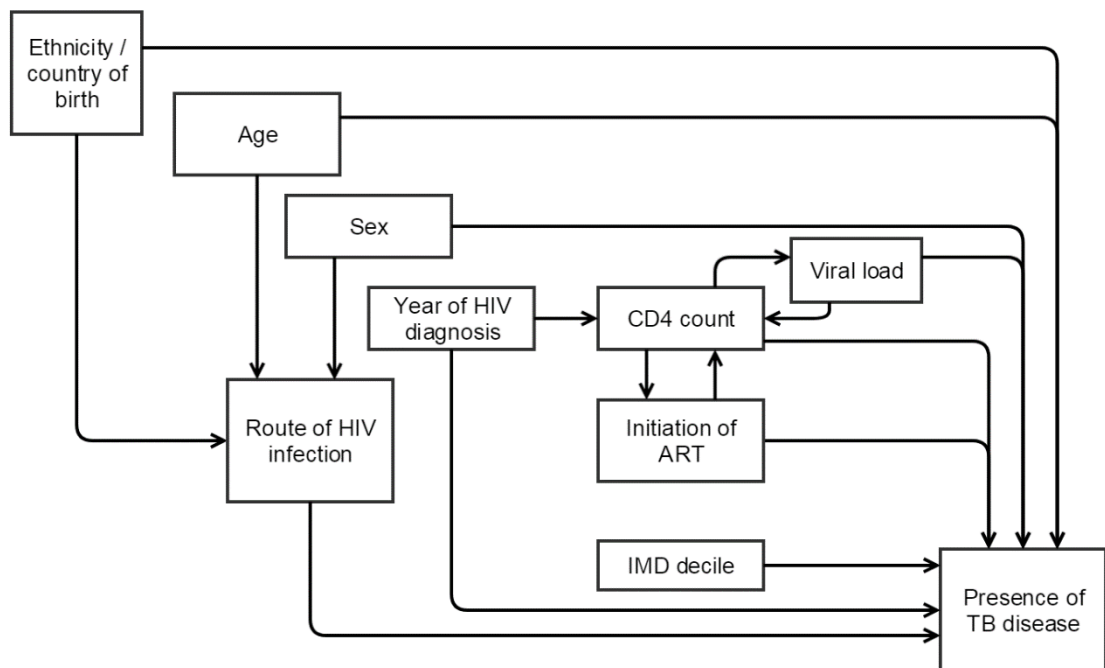 Ethnicity /
country of
birth
Age
Sex
Viral load
Year of HIV
diagnosis
CD4 count
Route of HIV
infection
Initiation of
ART
IMD decile
Presence of
TB disease